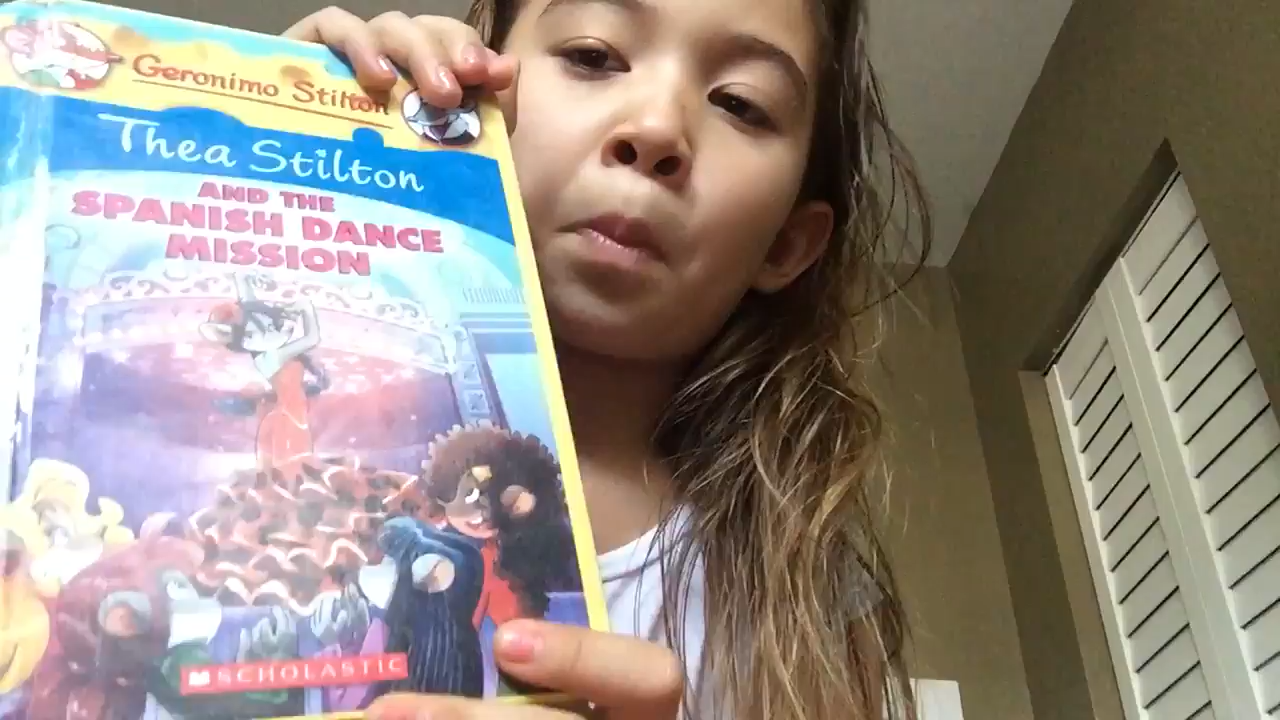 Geronimo Stilton
Thea Stilton
AND THE
SPANISH DANCE
MISSION
SCHOLASTIC